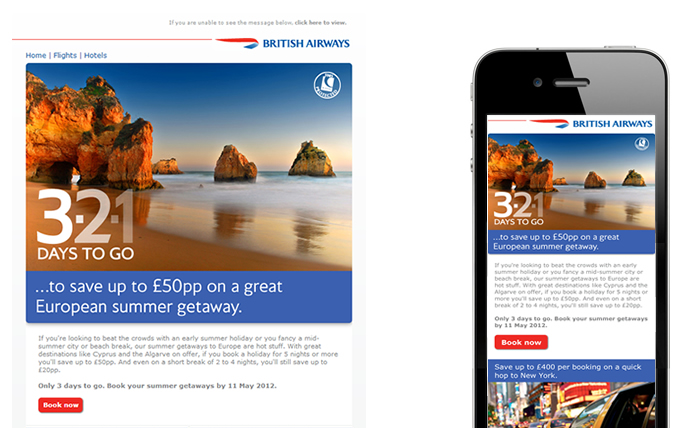 If you are unable to see the message below, click here to view.
BRITISH AIRWAYS
Home | Flights | Hotels
ATOL PROTECTED
3·2·1
DAYS TO GO
...to save up to £50pp on a great
European summer getaway.
If you're looking to beat the crowds with an early summer holiday or you fancy a mid-
summer city or beach break, our summer getaways to Europe are hot stuff. With great
destinations like Cyprus and the Algarve on offer, if you book a holiday for 5 nights or more
you'll save up to £50pp. And even on a short break of 2 to 4 nights, you'll still save up to
£20pp.
Only 3 days to go. Book your summer getaways by 11 May 2012.
Book now
BRITISH AIRWAYS
3·2·1
DAYS TO GO
...to save up to £50pp on a great
European summer getaway.
If you're looking to beat the crowds with an early
summer holiday or you fancy a mid-summer city or
beach break, our summer getaways to Europe are
hot stuff. With great destinations like Cyprus and the
Algarve on offer, if you book a holiday for 5 nights or
more you'll save up to £50pp. And even on a short
break of 2 to 4 nights, you'll still save up to £20pp.
Only 3 days to go. Book your summer getaways
by 11 May 2012.
Book now
Save up to £400 per booking on a quick
hop to New York.